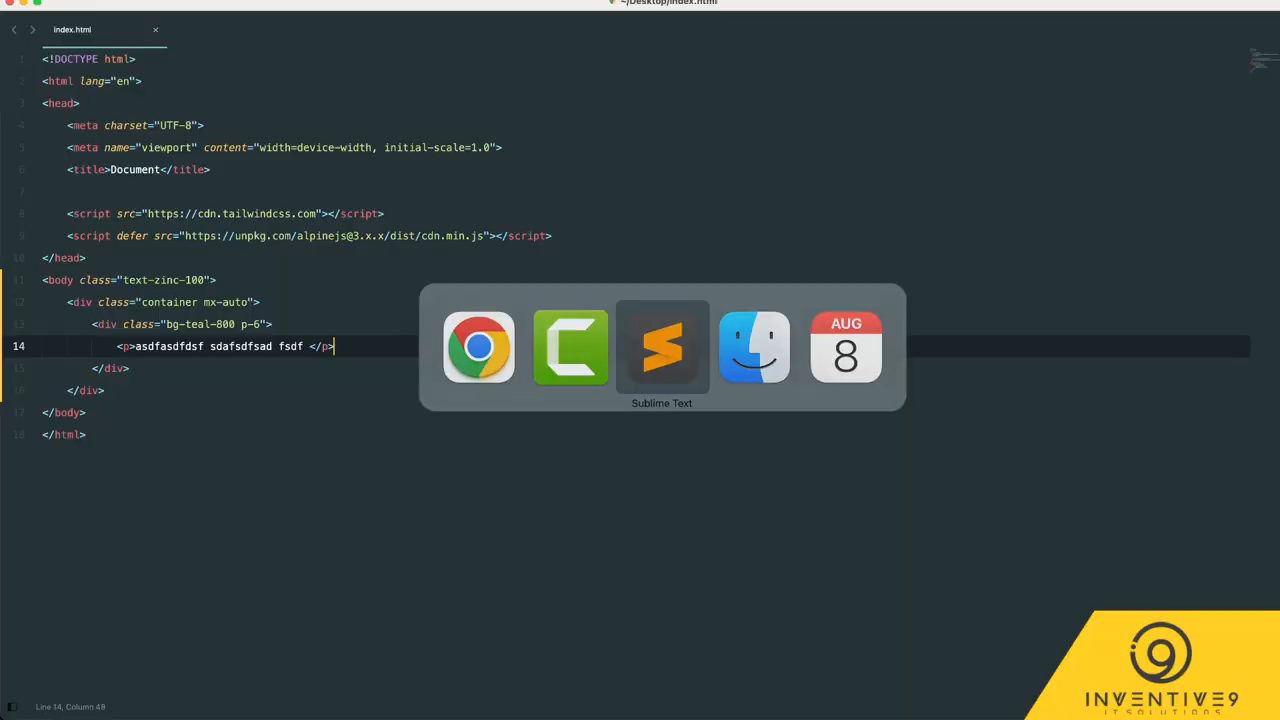 ~/Desktop/index.html
index.html ×
1 <!DOCTYPE html>
2 <html lang="en">
3 <head>
4 <meta charset="UTF-8">
5 <meta name="viewport" content="width=device-width, initial-scale=1.0">
6 <title>Document</title>
7
8 <script src="https://cdn.tailwindcss.com"></script>
9 <script defer src="https://unpkg.com/alpinejs@3.x.x/dist/cdn.min.js"></script>
10 </head>
11 <body class="text-zinc-100">
12 <div class="container mx-auto">
13 <div class="bg-teal-800 p-6">
14 <p>asdfasdfdsf sdafsdfsad fsdf </p>
15 </div>
16 </div>
17 </body>
18 </html>
AUG
8
Sublime Text
9
INVENTIVE9
IT SOLUTIONS
Line 14, Column 48